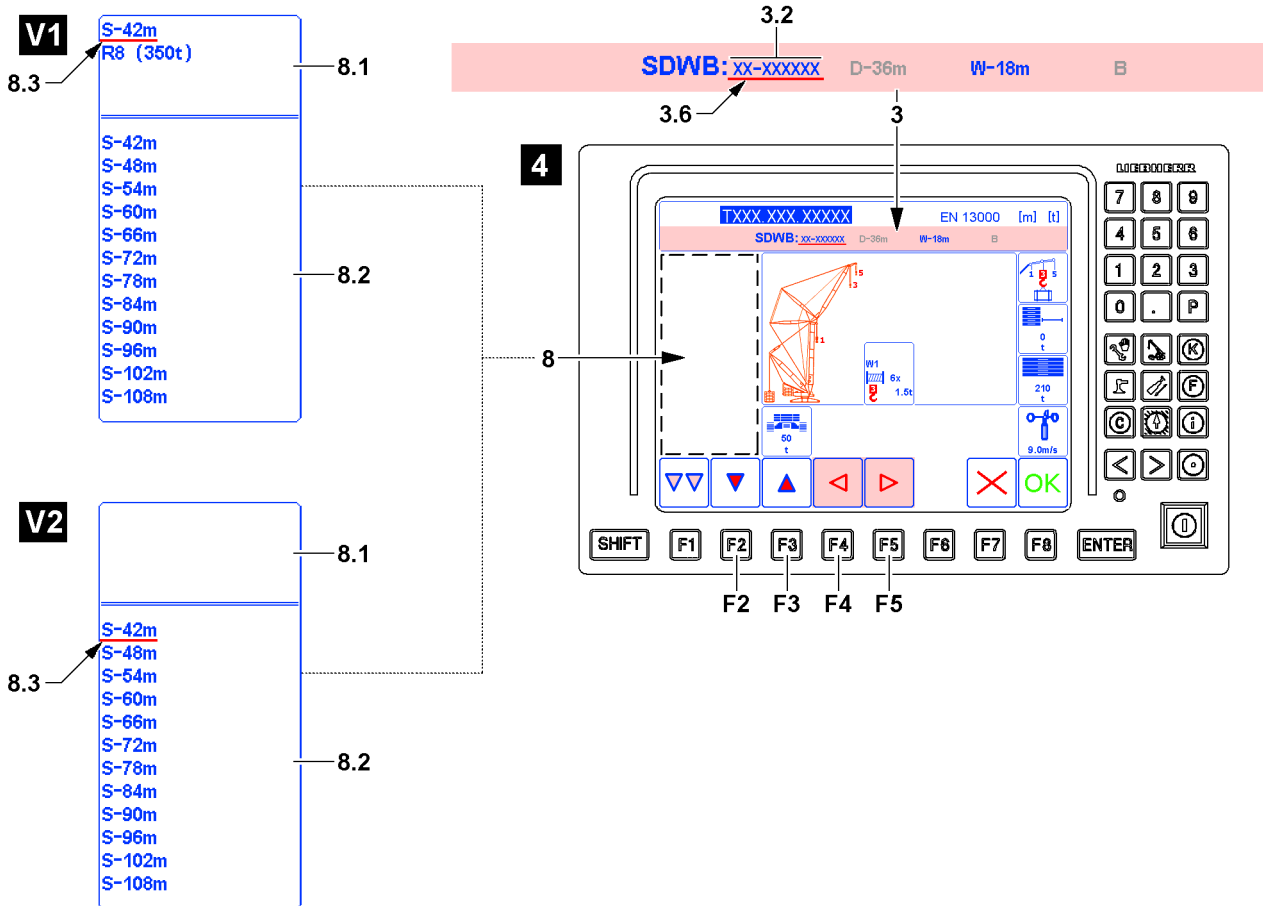 V1
S-42m
R8 (350t)
8.3
8.1
S-42m
S-48m
S-54m
S-60m
S-66m
S-72m
S-78m
S-84m
S-90m
S-96m
S-102m
S-108m
8.2
V2
8.1
S-42m
S-48m
S-54m
S-60m
S-66m
S-72m
S-78m
S-84m
S-90m
S-96m
S-102m
S-108m
8.3
8.2
3.2
SDWB: XX-XXXXXX D-36m W-18m B
3.6
3
4
LIEBHERR
TXXX.XXX.XXXXX EN 13000 [m] [t]
SDWB: XX-XXXXXX D-36m W-18m B
8
5
3
1
W1
6x
3
1.5t
1 3 5
0
t
210
t
50
t
9.0m/s
OK
7 8 9
4 5 6
1 2 3
0 . P
K
F
C i
SHIFT F1 F2 F3 F4 F5 F6 F7 F8 ENTER
F2 F3 F4 F5